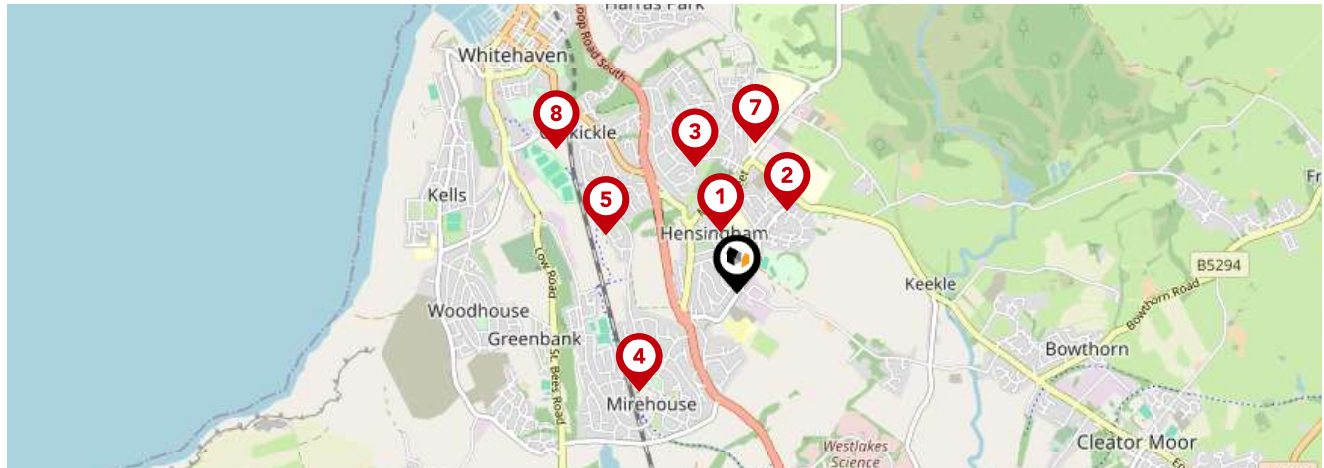 Harras Park
Loop Road South
Whitehaven
8
7
3
2
Kells
5
1
Hensingham
Low Road
B5294
Keekle
Bowthorn Road
Woodhouse
Greenbank
4
St. Bees Road
Bowthorn
Mirehouse
Westlakes
Science
Cleator Moor